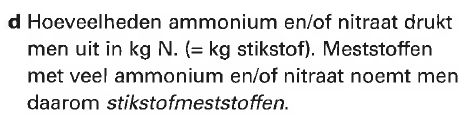 d Hoeveelheden ammonium en/of nitraat drukt
men uit in kg N. (= kg stikstof). Meststoffen
met veel ammonium en/of nitraat noemt men
daarom stikstofmeststoffen.